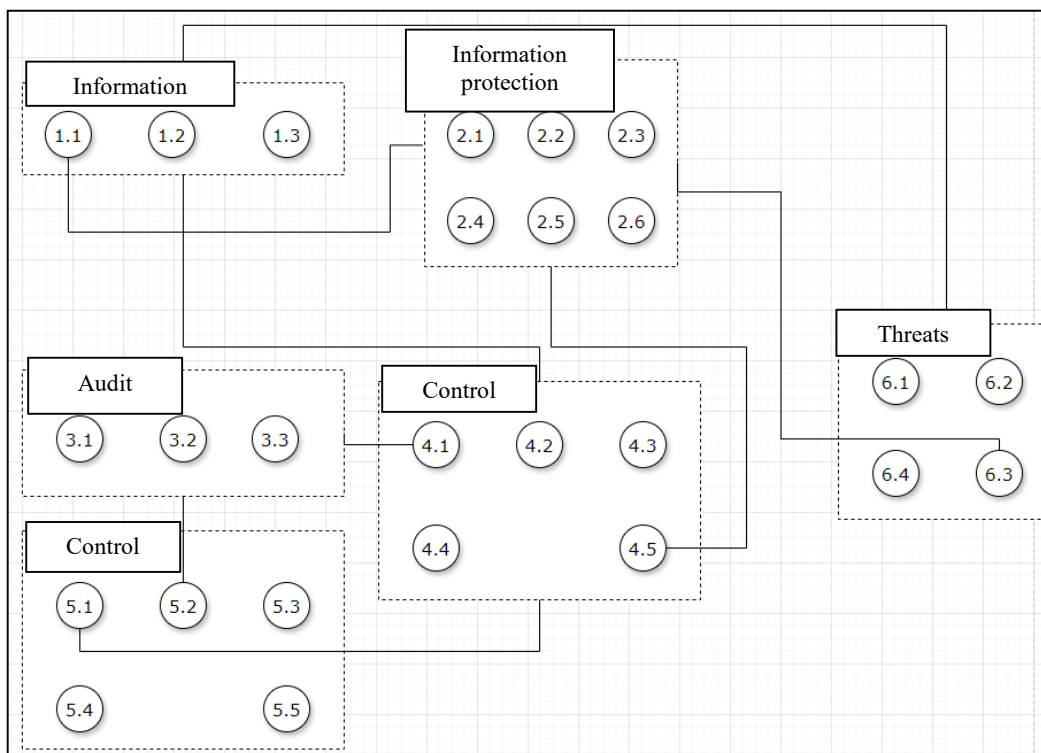 Information
1.1 1.2 1.3
Information
protection
2.1 2.2 2.3
2.4 2.5 2.6
Threats
6.1 6.2
6.4 6.3
Audit
3.1 3.2 3.3
Control
4.1 4.2 4.3
4.4 4.5
Control
5.1 5.2 5.3
5.4 5.5